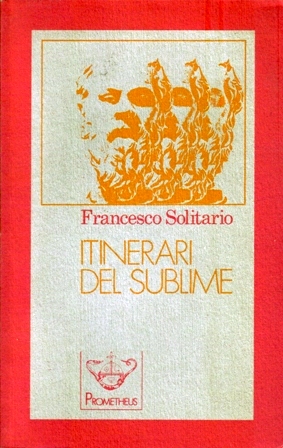 Francesco Solitario
ITINERARI
DEL SUBLIME
PROMETHEUS